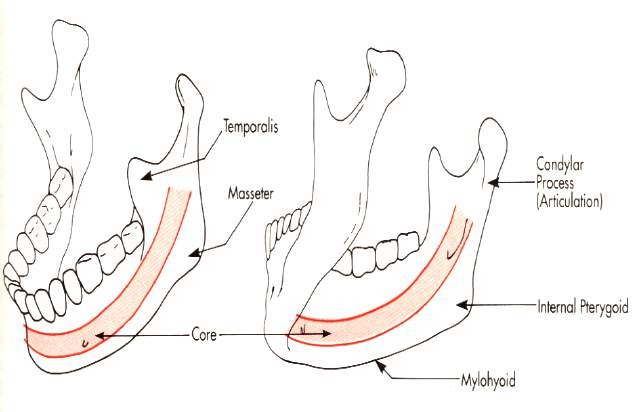 Temporalis
Masseter
Core
Condylar
Process
(Articulation)
Internal Pterygoid
Mylohyoid